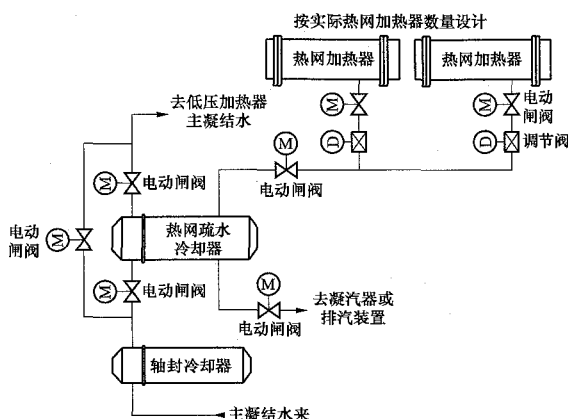 按实际热网加热器数量设计
热网加热器
热网加热器
M
M
电动
闸阀
D
D
调节阀
去低压加热器
主凝结水
M
电动闸阀
M
电动闸阀
电动
闸阀
M
热网疏水
冷却器
M
电动闸阀
M
电动闸阀
去凝汽器或
排汽装置
轴封冷却器
主凝结水来